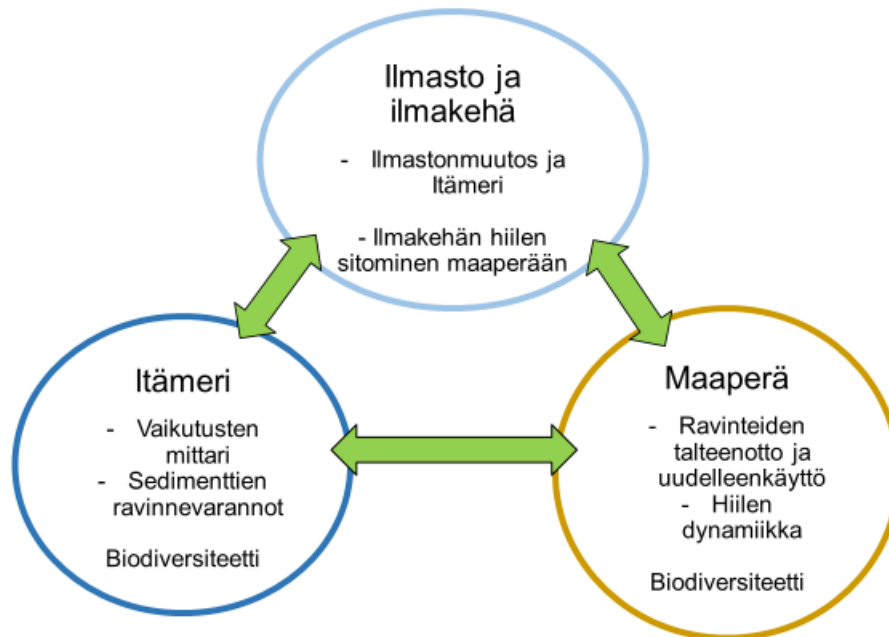 Ilmasto ja
ilmakehä
- Ilmastonmuutos ja
Itämeri
- Ilmakehän hiilen
sitominen maaperään
Itämeri
- Vaikutusten
mittari
- Sedimenttien
ravinnevarannot
Biodiversiteetti
Maaperä
- Ravinteiden
talteenotto ja
uudelleenkäyttö
- Hiilen
dynamiikka
Biodiversiteetti